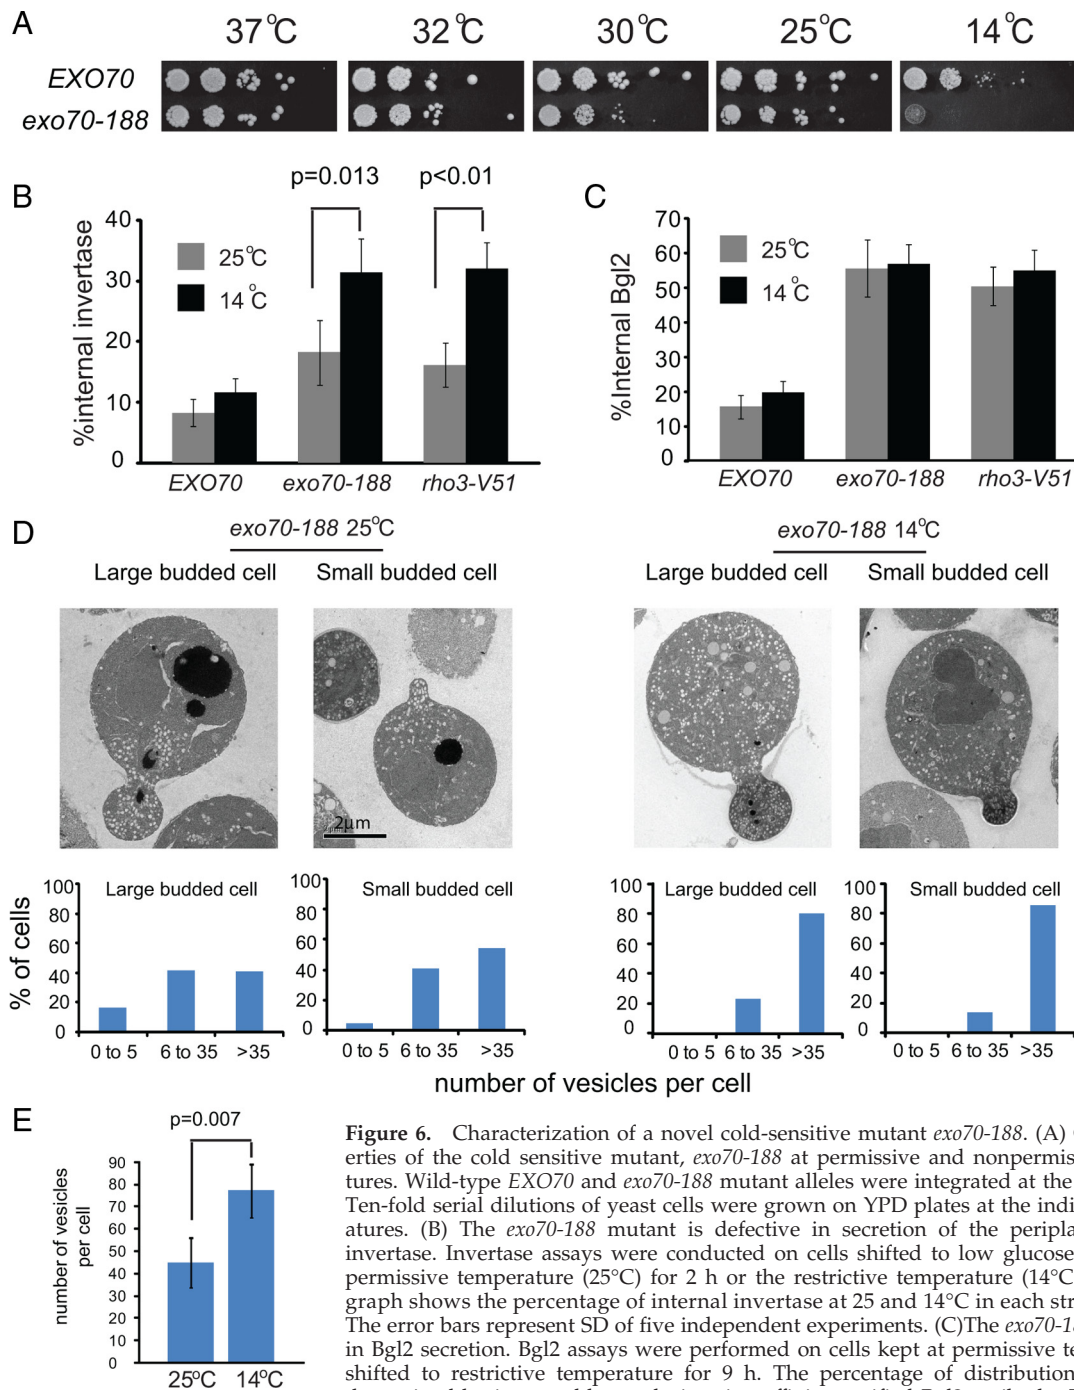 A
37°C 32°C 30°C 25°C 14°C
EXO70
exo70-188
B
p=0.013 p<0.01
%internal invertase
40
30
20
10
0
25°C
14°C
EXO70 exo70-188 rho3-V51
C
%Internal Bgl2
70
60
50
40
30
20
10
0
25°C
14°C
EXO70 exo70-188 rho3-V51
D
exo70-188 25°C
Large budded cell Small budded cell
2µm
exo70-188 14°C
Large budded cell Small budded cell
% of cells
100
80
60
40
20
0
Large budded cell
0 to 5 6 to 35 >35
100
80
60
40
20
0
Small budded cell
0 to 5 6 to 35 >35
100
80
60
40
20
0
Large budded cell
0 to 5 6 to 35 >35
100
80
60
40
20
0
Small budded cell
0 to 5 6 to 35 >35
number of vesicles per cell
E
p=0.007
number of vesicles
per cell
90
80
70
60
50
40
30
20
10
0
25°C 14°C
Figure 6. Characterization of a novel cold-sensitive mutant exo70-188. (A)
erties of the cold sensitive mutant, exo70-188 at permissive and nonpermis
tures. Wild-type EXO70 and exo70-188 mutant alleles were integrated at the
Ten-fold serial dilutions of yeast cells were grown on YPD plates at the indi
atures. (B) The exo70-188 mutant is defective in secretion of the periplа
invertase. Invertase assays were conducted on cells shifted to low glucose
permissive temperature (25°C) for 2 h or the restrictive temperature (14°C
graph shows the percentage of internal invertase at 25 and 14°C in each str
The error bars represent SD of five independent experiments. (C)The exo70-1
in Bgl2 secretion. Bgl2 assays were performed on cells kept at permissive te
shifted to restrictive temperature for 9 h. The percentage of distribution